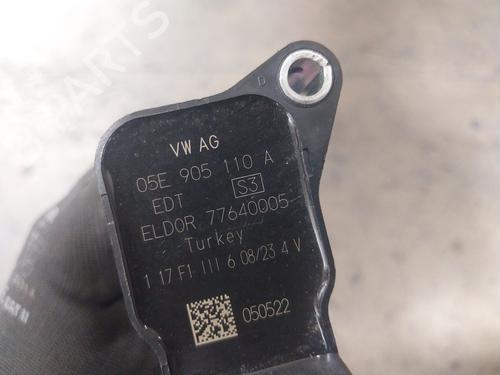 D
VW AG
05E 905 110 A
EDT S3
ELDOR 77640005
Turkey
1 17 F1 111 6 08/23 4 V
050522
PARTS